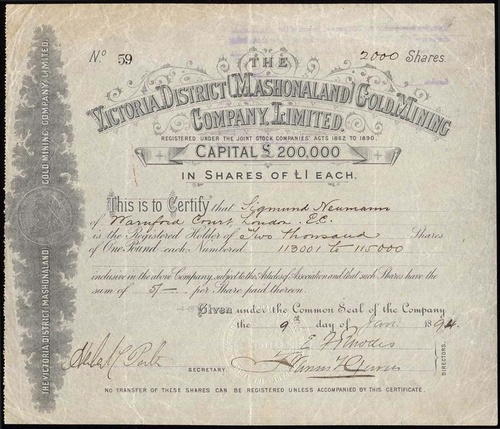 No 59 2000 Shares.
THE
VICTORIA DISTRICT (MASHONALAND) GOLD MINING
COMPANY, LIMITED.
REGISTERED UNDER THE JOINT STOCK COMPANIES' ACTS 1862 TO 1890.
CAPITAL £200,000
IN SHARES OF £1 EACH.
This is to Certify that Sigmund Neumann
of Warnford Court, London. E.C.
is the Registered Holder of Two thousand Shares
of One Pound each Numbered 113001 to 115000
inclusive in the above Company, subject to the Articles of Association and that such Shares have the
sum of 5/- per Share paid thereon.
Given under the Common Seal of the Company
the 9th day of 1894.
SECRETARY.
DIRECTORS.
NO TRANSFER OF THESE SHARES CAN BE REGISTERED UNLESS ACCOMPANIED BY THIS CERTIFICATE.
THE VICTORIA DISTRICT (MASHONALAND) GOLD MINING COMPANY, LIMITED.